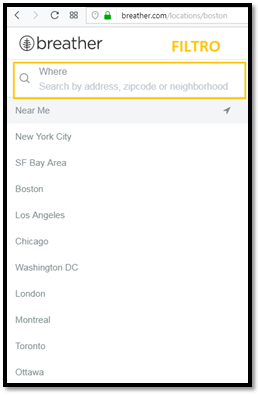 breather.com/locations/boston
breather
FILTRO
Where
Search by address, zipcode or neighborhood
Near Me
New York City
SF Bay Area
Boston
Los Angeles
Chicago
Washington DC
London
Montreal
Toronto
Ottawa